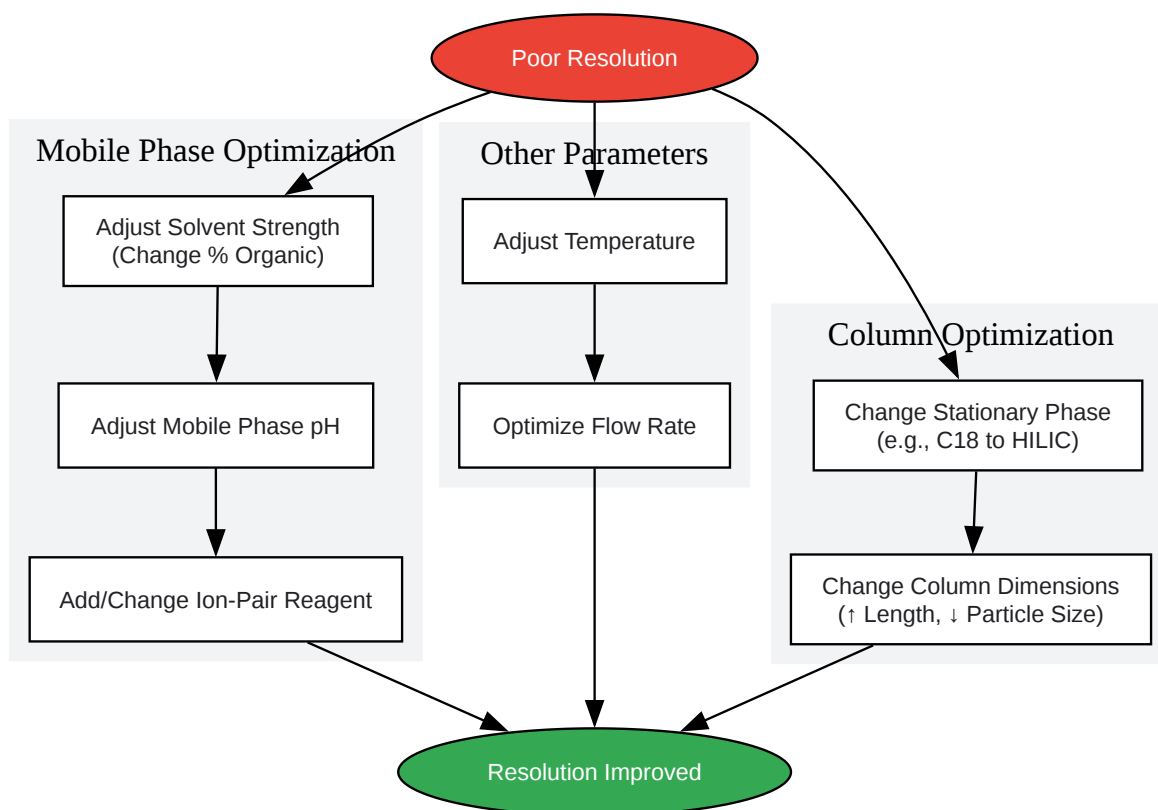 Poor Resolution
Mobile Phase Optimization
Adjust Solvent Strength
(Change % Organic)
Adjust Mobile Phase pH
Add/Change Ion-Pair Reagent
Other Parameters
Adjust Temperature
Optimize Flow Rate
Column Optimization
Change Stationary Phase
(e.g., C18 to HILIC)
Change Column Dimensions
(↑ Length, ↓ Particle Size)
Resolution Improved